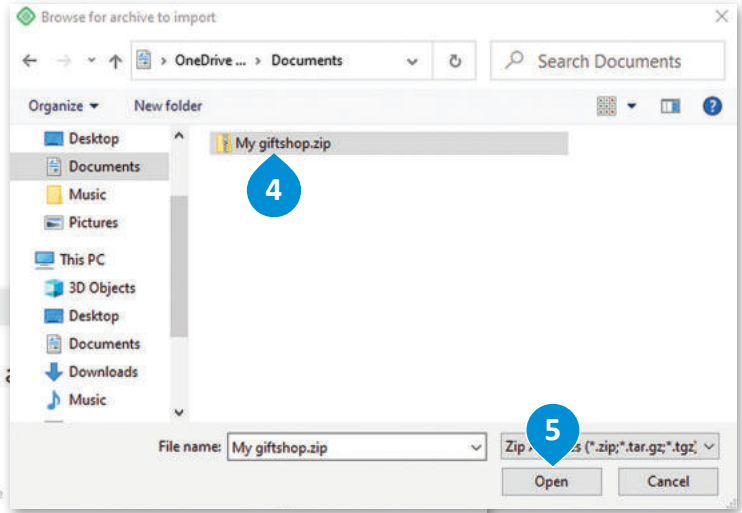 Browse for archive to import
OneDrive ... > Documents
Search Documents
Organize
New folder
Desktop
Documents
Music
Pictures
This PC
3D Objects
Desktop
Documents
Downloads
Music
My giftshop.zip
4
File name: My giftshop.zip
5
Zip (*.zip;*.tar.gz;*.tgz
Open
Cancel